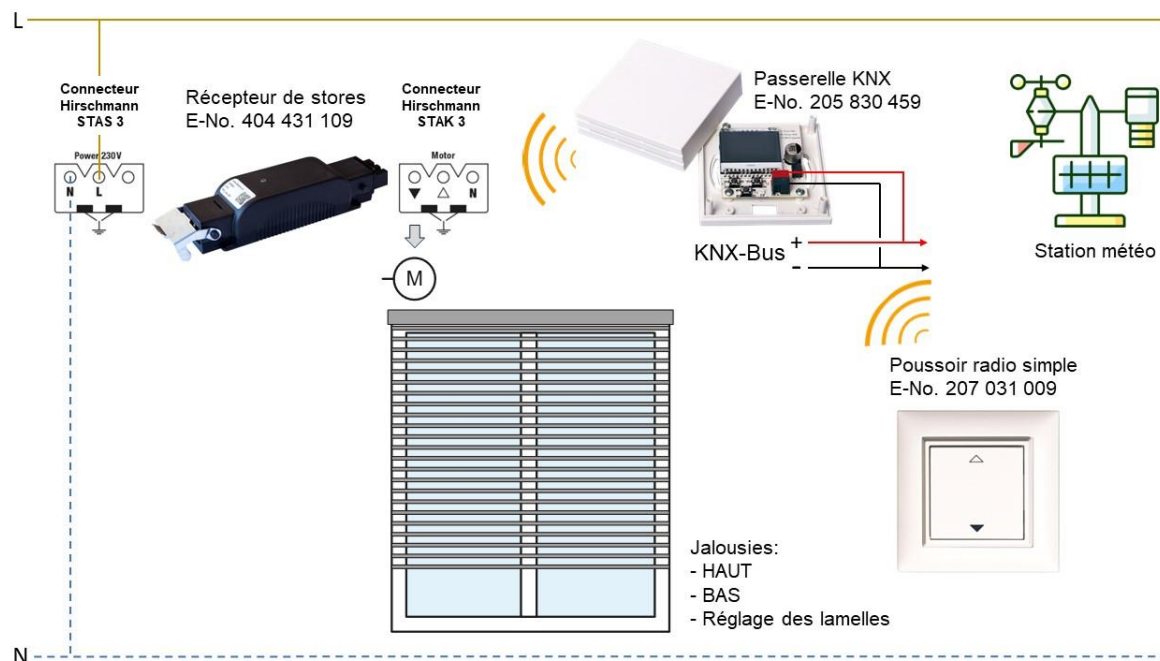 L
Connecteur
Hirschmann
STAS 3
Power 230V
N L
Récepteur de stores
E-No. 404 431 109
Connecteur
Hirschmann
STAK 3
Motor
N
M
Passerelle KNX
E-No. 205 830 459
KNX-Bus + -
Station météo
Poussoir radio simple
E-No. 207 031 009
Jalousies:
- HAUT
- BAS
- Réglage des lamelles
N